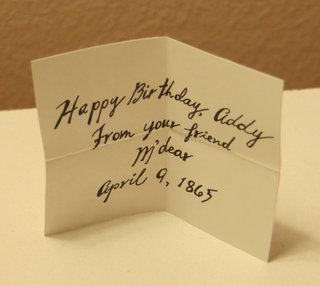 Happy Birthday, Addy
From your friend
M'dear
April 9, 1865